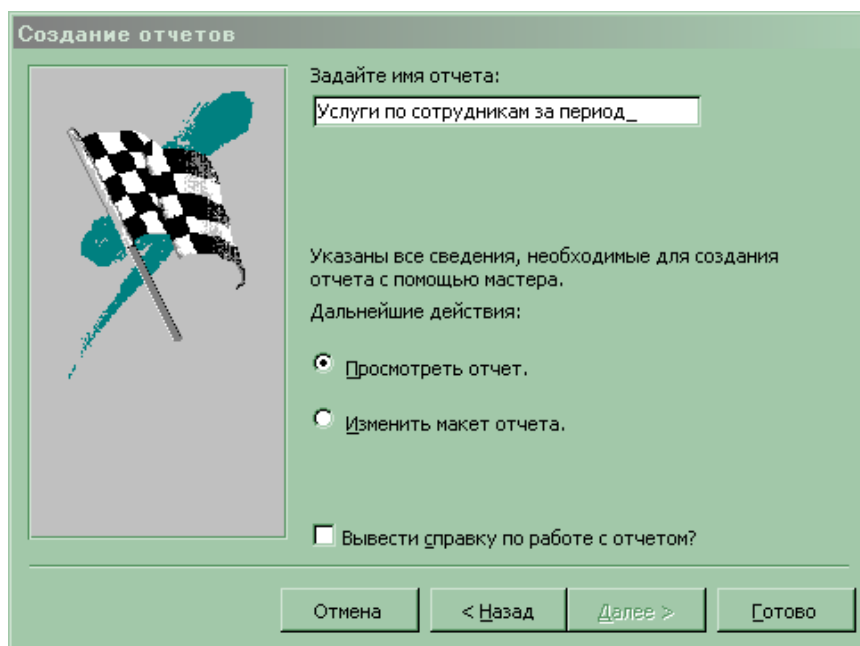 Создание отчетов
Задайте имя отчета:
Услуги по сотрудникам за период_
Указаны все сведения, необходимые для создания
отчета с помощью мастера.
Дальнейшие действия:
Просмотреть отчет.
Изменить макет отчета.
Вывести справку по работе с отчетом?
Отмена
< Назад
Далее >
Готово